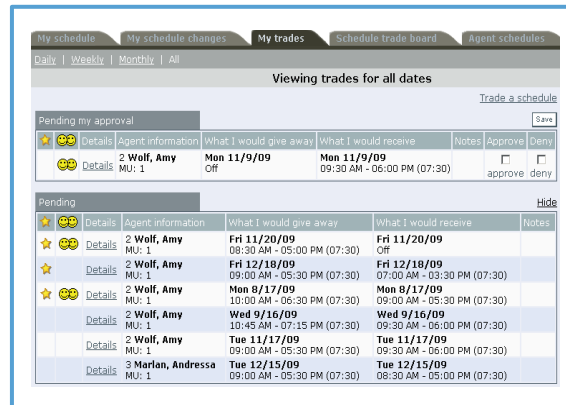 My schedule My schedule changes My trades Schedule trade board Agent schedules
Daily | Weekly | Monthly | All
Viewing trades for all dates
Trade a schedule
Pending my approval Save
Details Agent information What I would give away What I would receive Notes Approve Deny
Details 2 Wolf, Amy Mon 11/9/09 Mon 11/9/09
MU: 1 Off 09:30 AM - 06:00 PM (07:30) approve deny
Pending Hide
Details Agent information What I would give away What I would receive Notes
Details 2 Wolf, Amy Fri 11/20/09 Fri 11/20/09
MU: 1 08:30 AM - 05:00 PM (07:30) Off
Details 2 Wolf, Amy Fri 12/18/09 Fri 12/18/09
MU: 1 09:00 AM - 05:30 PM (07:30) 07:00 AM - 03:30 PM (07:30)
Details 2 Wolf, Amy Mon 8/17/09 Mon 8/17/09
MU: 1 10:00 AM - 06:30 PM (07:30) 09:00 AM - 05:30 PM (07:30)
Details 2 Wolf, Amy Wed 9/16/09 Wed 9/16/09
MU: 1 10:45 AM - 07:15 PM (07:30) 09:30 AM - 06:00 PM (07:30)
Details 2 Wolf, Amy Tue 11/17/09 Tue 11/17/09
MU: 1 09:00 AM - 05:30 PM (07:30) 09:30 AM - 06:00 PM (07:30)
Details 3 Marlan, Andressa Tue 12/15/09 Tue 12/15/09
MU: 1 09:00 AM - 05:30 PM (07:30) 08:30 AM - 05:00 PM (07:30)